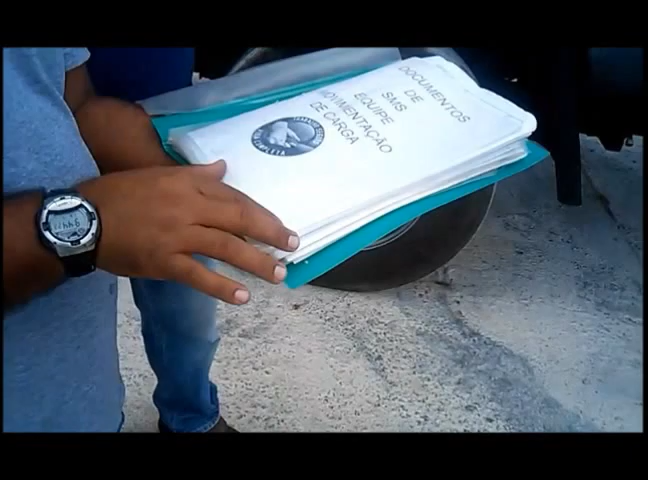 DOCUMENTOS
DE
SMS
EQUIPE
MOVIMENTAÇÃO
DE CARGA